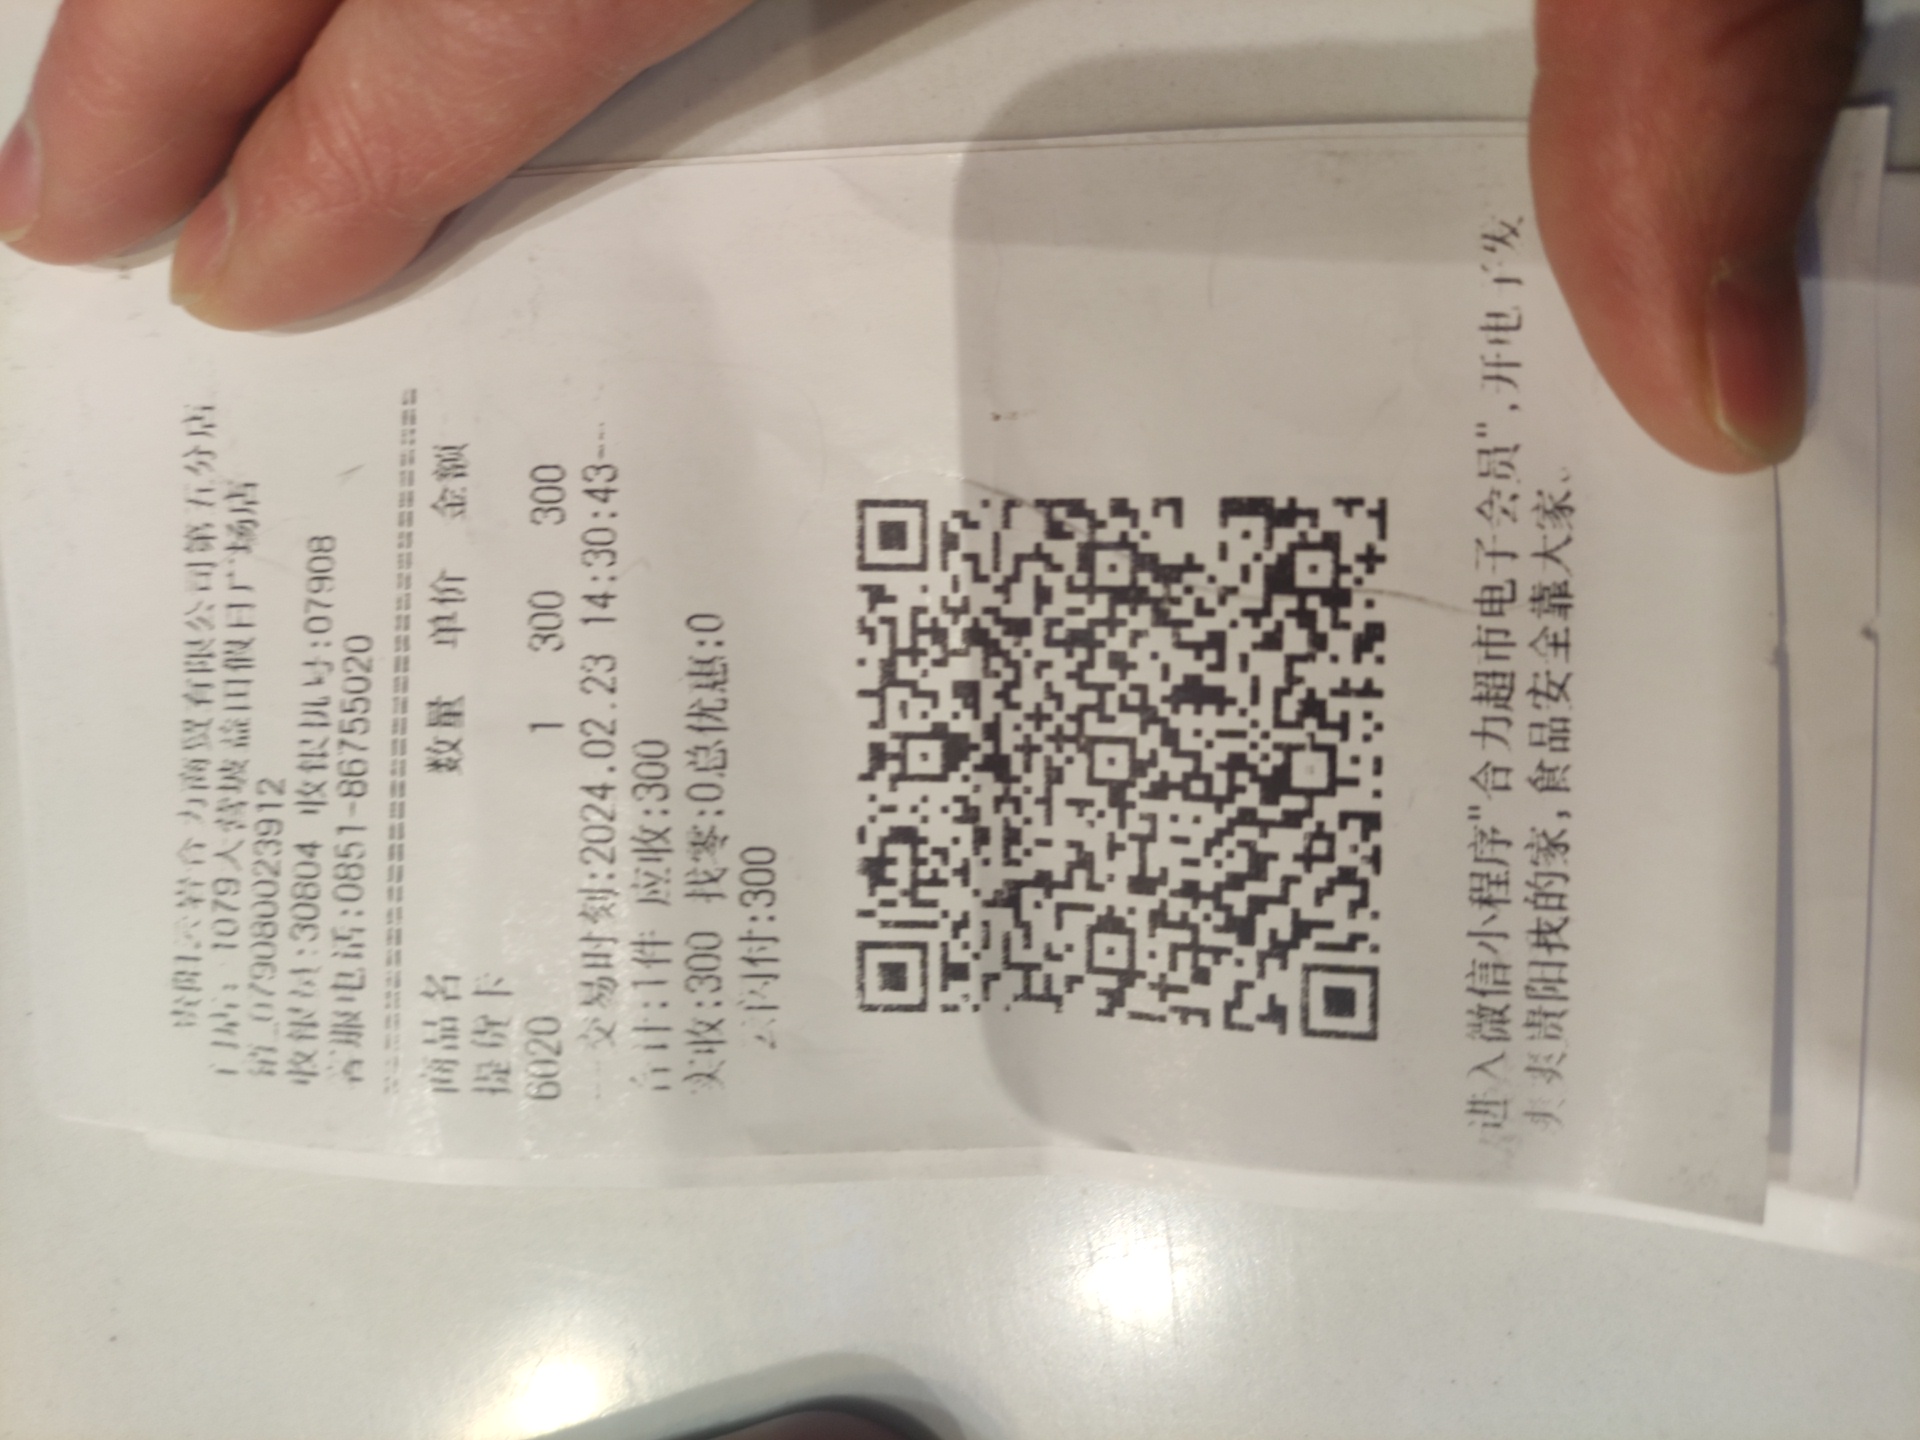 贵阳云岩合力商贸有限公司第五分店
门店: 1079大营坡蓝田假日广场店
销_079080023912
收银员:30804 收银机号:07908
客服电话:0851-86755020
商品名 数量 单价 金额
提货卡
6020 1 300 300
交易时刻:2024.02.23 14:30:43
合计:1件 应收:300
实收:300 找零:0总优惠:0
云闪付:300
进入微信小程序"合力超市电子会员",开电子发
爽爽贵阳我的家,食品安全靠大家。